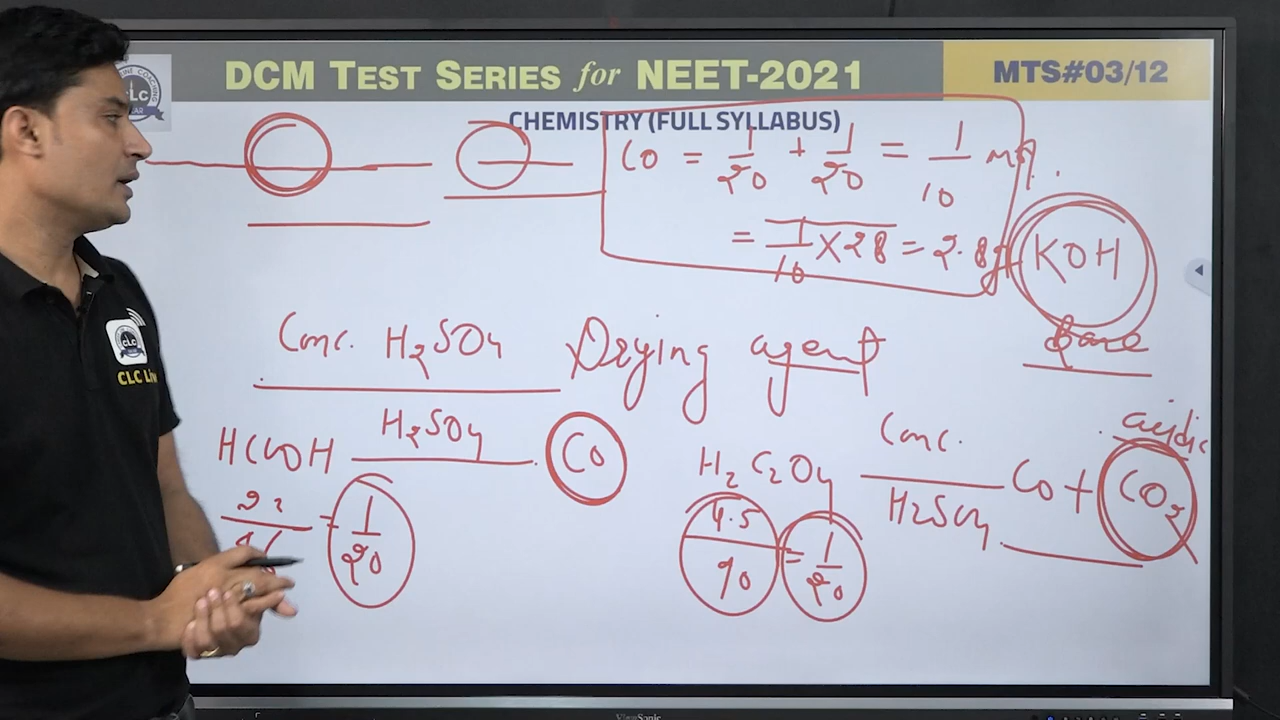 DCM TEST SERIES for NEET-2021
MTS#03/12
CHEMISTRY (FULL SYLLABUS)
CO = 1/20 + 1/20 = 1/10
= 1/10 × 28 = 2.8
KOH
Base
Conc. H2SO4 Drying agent
HCOOH H2SO4 CO
= 1/20
H2C2O4 Conc. H2SO4 CO + CO2
acidic
4.5/90 = 1/20
CLC
CLC Live
ViewSonic